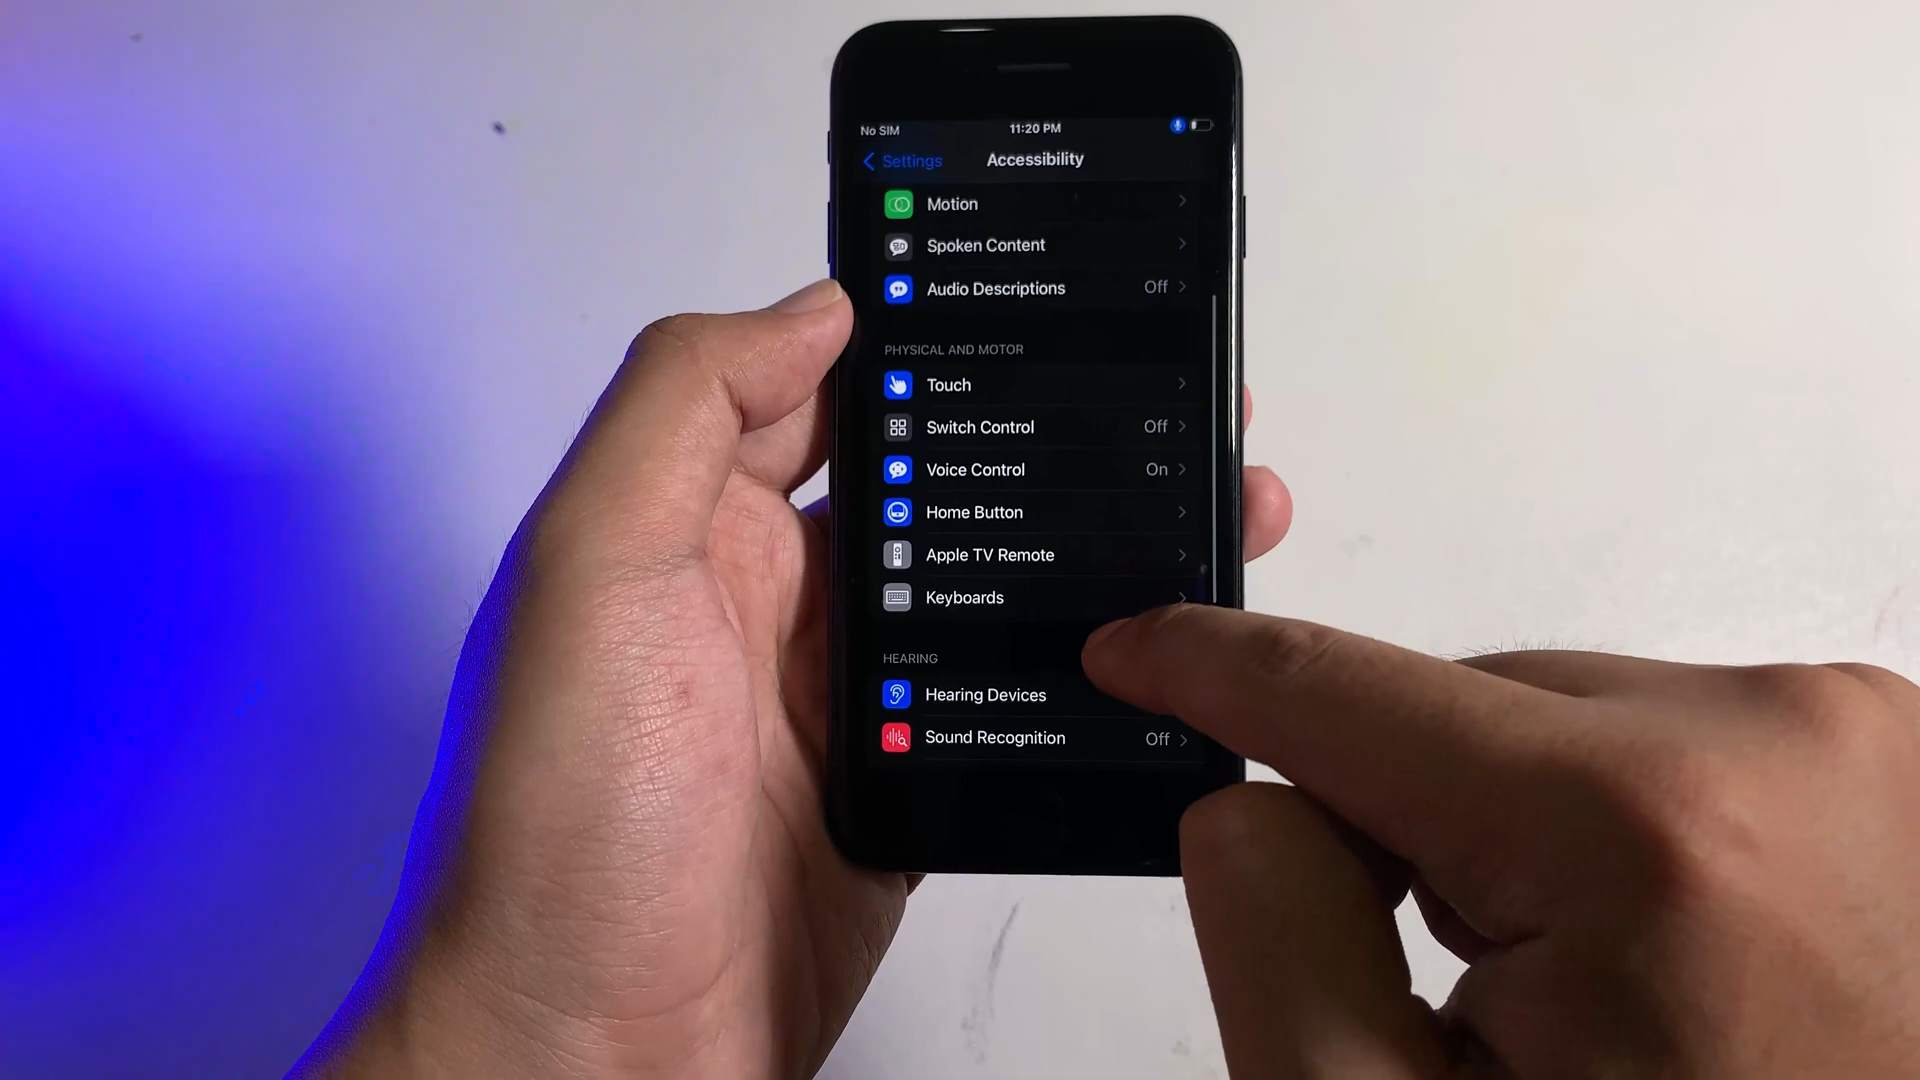 No SIM 11:20 PM
Settings Accessibility
Motion
Spoken Content
Audio Descriptions Off
PHYSICAL AND MOTOR
Touch
Switch Control Off
Voice Control On
Home Button
Apple TV Remote
Keyboards
HEARING
Hearing Devices
Sound Recognition Off